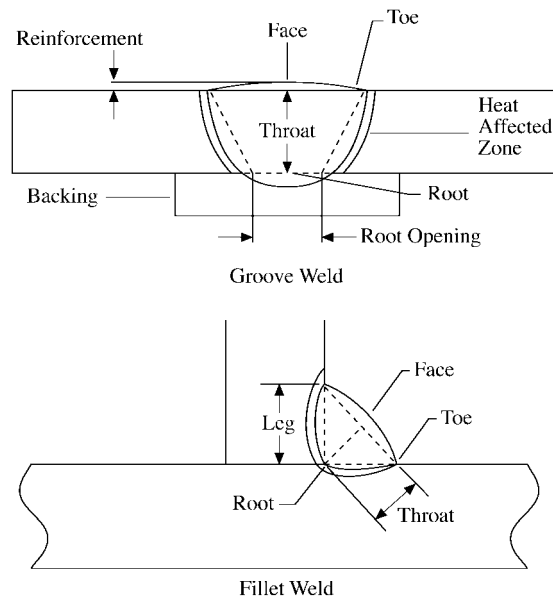 Reinforcement
Face
Toe
Throat
Heat
Affected
Zone
Backing
Root
Root Opening
Groove Weld
Face
Leg
Toe
Root
Throat
Fillet Weld